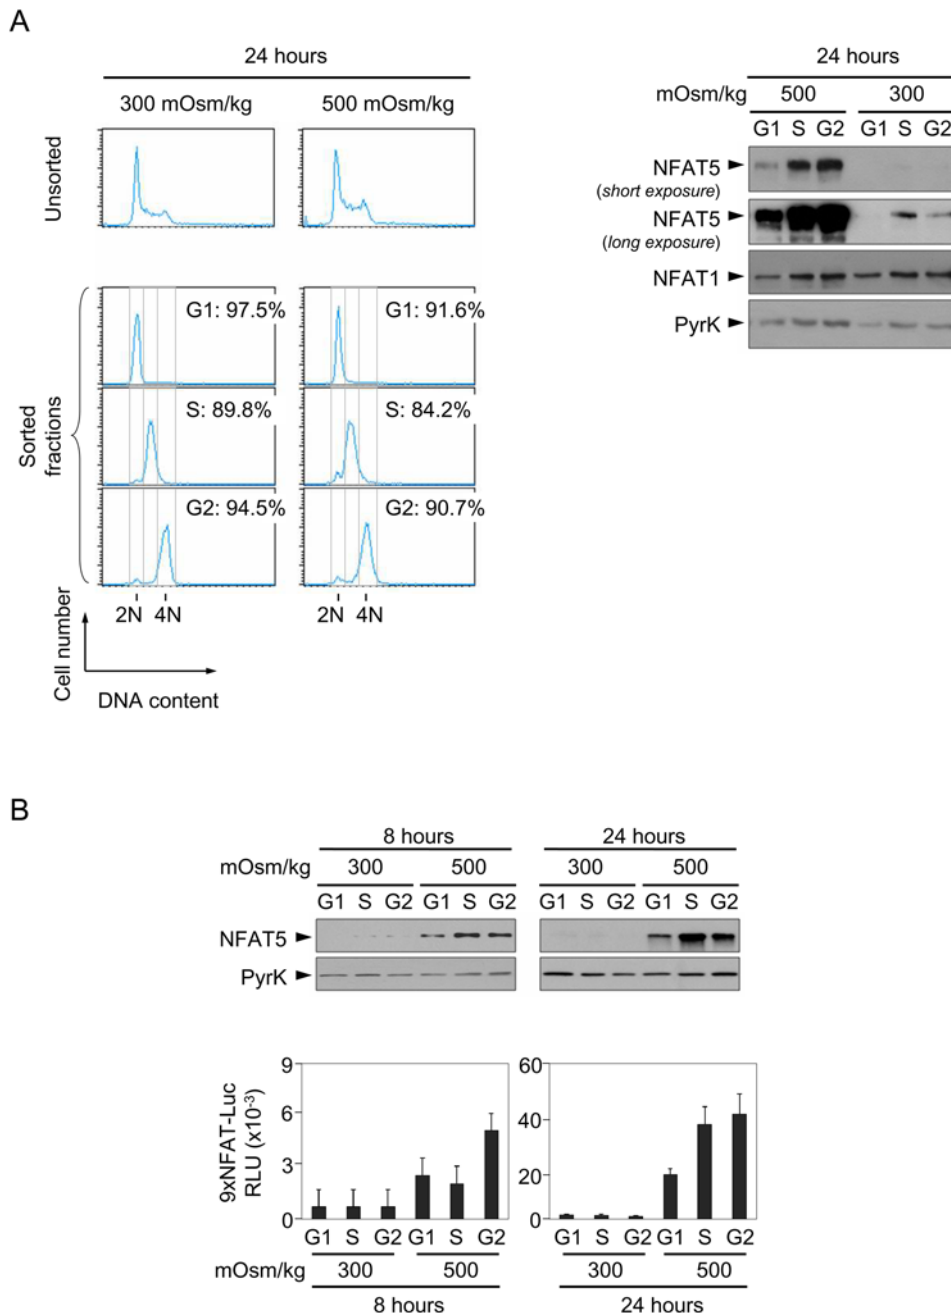 A
24 hours
300 mOsm/kg 500 mOsm/kg
Unsorted
Sorted
fractions
G1: 97.5% G1: 91.6%
S: 89.8% S: 84.2%
G2: 94.5% G2: 90.7%
2N 4N 2N 4N
Cell number
DNA content
24 hours
mOsm/kg 500 300
G1 S G2 G1 S G2
NFAT5
(short exposure)
NFAT5
(long exposure)
NFAT1
PyrK
B
8 hours 24 hours
mOsm/kg 300 500 300 500
G1 S G2 G1 S G2 G1 S G2 G1 S G2
NFAT5
PyrK
9xNFAT-Luc
RLU (x10⁻³)
9 60
6 40
3 20
0 0
G1 S G2 G1 S G2 G1 S G2 G1 S G2
mOsm/kg 300 500 mOsm/kg 300 500
8 hours 24 hours